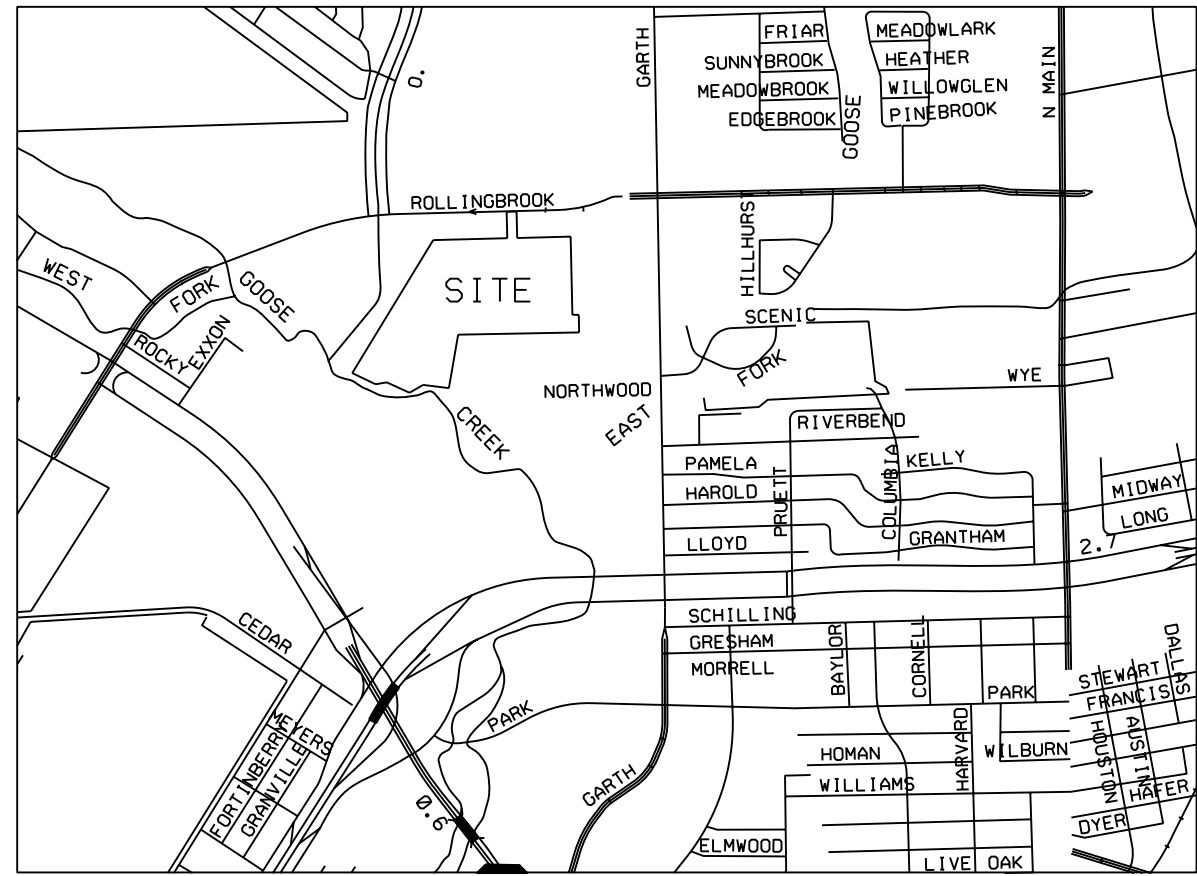 FRIAR
MEADOWLARK
GARTH
SUNNYBROOK
HEATHER
N MAIN
0.
MEADOWBROOK
WILLOWGLEN
EDGEBROOK
GOOSE
PINEBROOK
ROLLINGBROOK
HILLHURST
WEST
FORK
GOOSE
SITE
SCENIC
ROCKY
EXXON
FORK
WYE
NORTHWOOD
EAST
CREEK
RIVERBEND
PAMELA
KELLY
HAROLD
PRUETT
COLUMBIA
MIDWAY
LONG
LLOYD
GRANTHAM
2.7
SCHILLING
CEDAR
GRESHAM
MORRELL
BAYLOR
CORNELL
DALLAS
STEWART
PARK
FRANCIS
PARK
MEYERS
HOMAN
HARVARD
WILBURN
HOUSTON
AUSTIN
FORTINBERRY
GRANVILLE
GARTH
WILLIAMS
HAFER
0.6
DYER
ELMWOOD
LIVE OAK